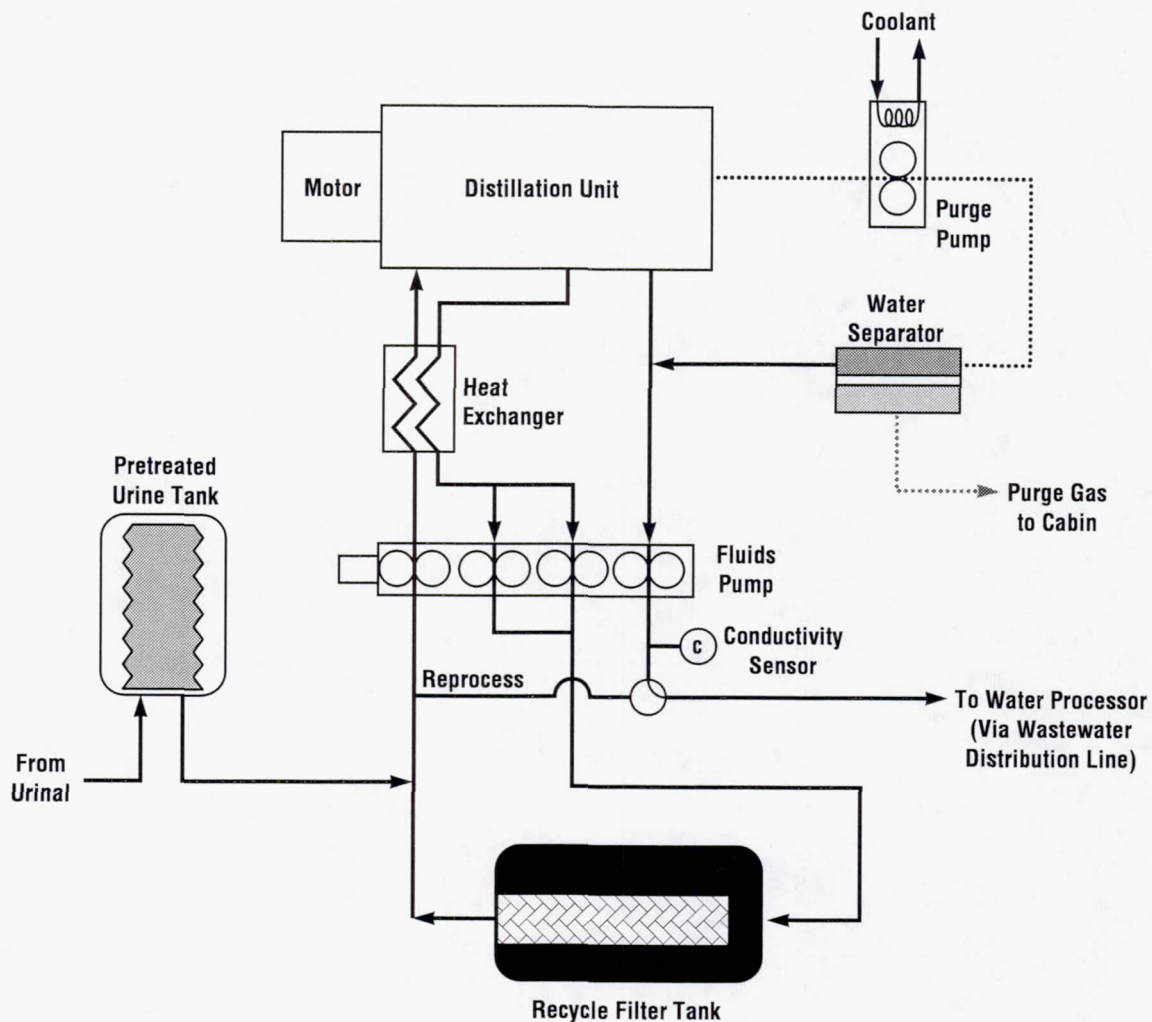 Coolant
Motor
Distillation Unit
Purge
Pump
Water
Separator
Heat
Exchanger
Pretreated
Urine Tank
Purge Gas
to Cabin
Fluids
Pump
C
Conductivity
Sensor
Reprocess
To Water Processor
(Via Wastewater
Distribution Line)
From
Urinal
Recycle Filter Tank